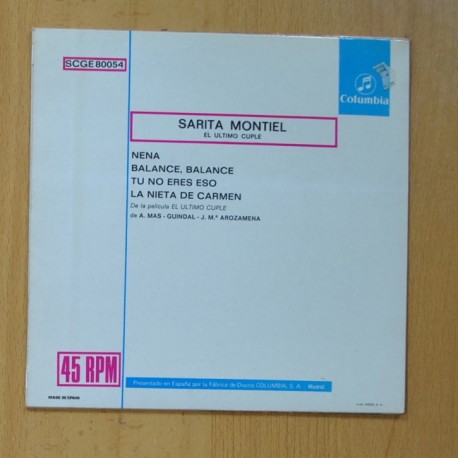 SCGE 80054
Columbia
SARITA MONTIEL
EL ULTIMO CUPLE
NENA
BALANCE, BALANCE
TU NO ERES ESO
LA NIETA DE CARMEN
De la película EL ULTIMO CUPLE
de A. MAS - GUINDAL - J. M.ª AROZAMENA
45 RPM
Presentado en España por la Fábrica de Discos COLUMBIA, S. A. - Madrid
MADE IN SPAIN